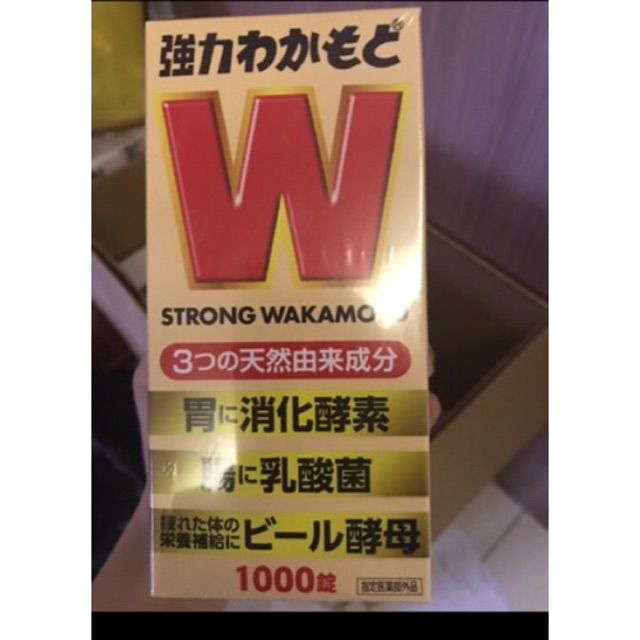 強力わかもと®
W
STRONG WAKAMOTO
3つの天然由来成分
胃に消化酵素
腸に乳酸菌
疲れた体の
栄養補給にビール酵母
1000錠
指定医薬部外品